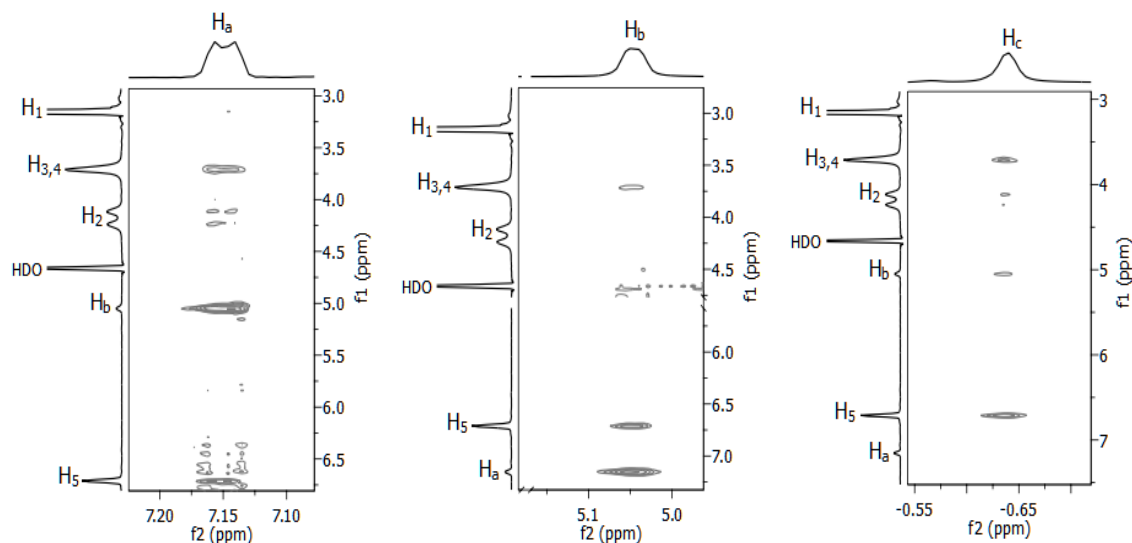 Ha
H1
H3,4
H2
HDO
Hb
H5
3.0
3.5
4.0
4.5
5.0
5.5
6.0
6.5
f1 (ppm)
7.20 7.15 7.10
f2 (ppm)
Hb
H1
H3,4
H2
HDO
H5
Ha
3.0
3.5
4.0
4.5
6.0
6.5
7.0
f1 (ppm)
5.1 5.0
f2 (ppm)
Hc
H1
H3,4
H2
HDO
Hb
H5
Ha
3
4
5
6
7
f1 (ppm)
-0.55 -0.65
f2 (ppm)